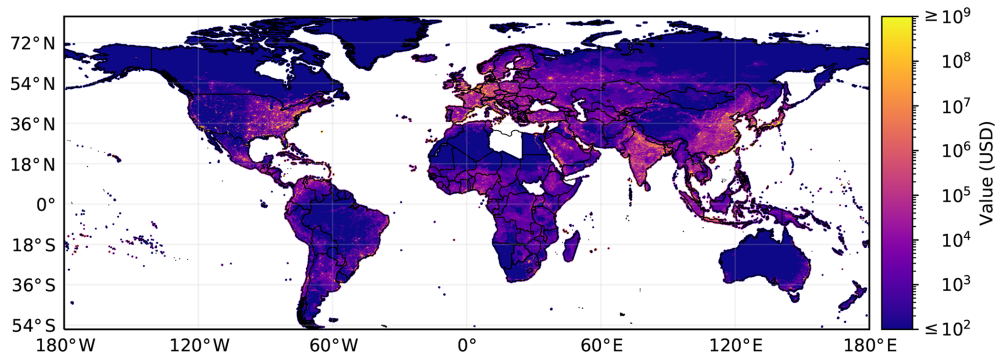 72° N
54° N
36° N
18° N
0°
18° S
36° S
54° S
180° W 120° W 60° W 0° 60° E 120° E 180° E
≥ 10⁹
10⁸
10⁷
10⁶
10⁵
10⁴
10³
≤ 10²
Value (USD)